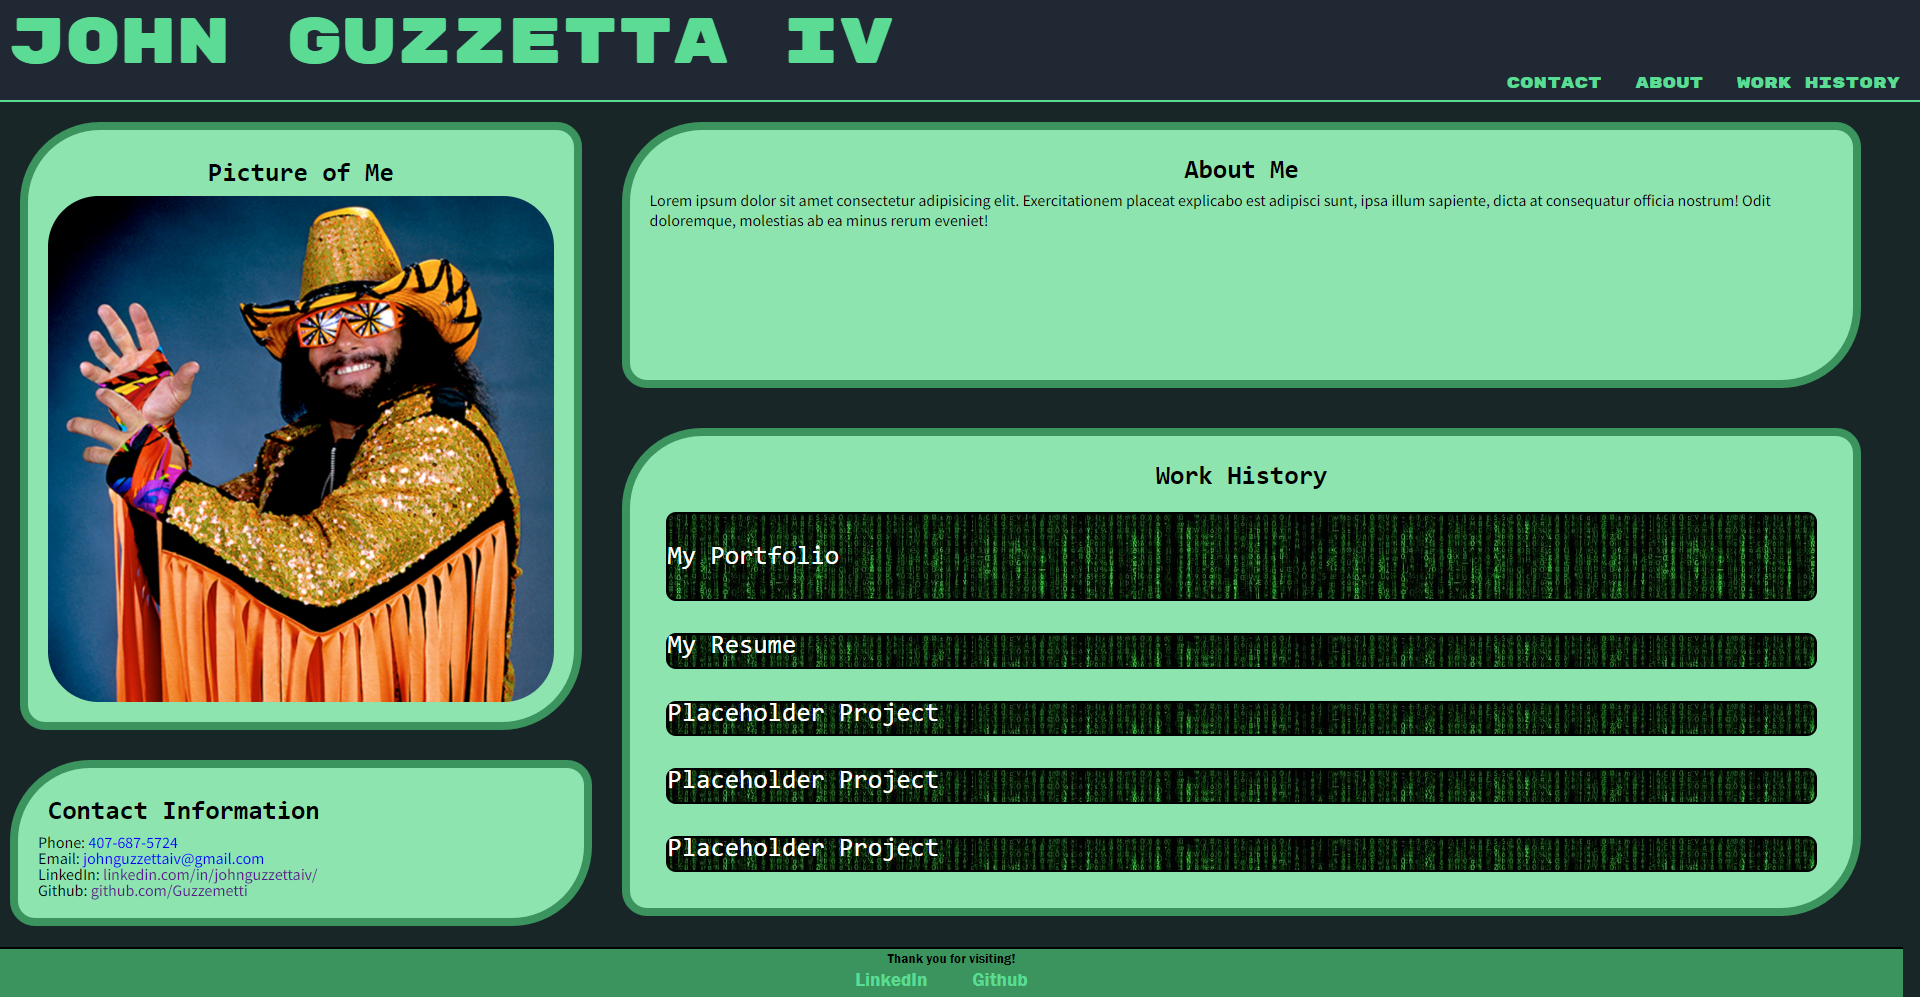 JOHN GUZZETTA IV
CONTACT ABOUT WORK HISTORY
Picture of Me
Contact Information
Phone: 407-687-5724
Email: johnguzzettaiv@gmail.com
LinkedIn: linkedin.com/in/johnguzzettaiv/
Github: github.com/Guzzemetti
About Me
Lorem ipsum dolor sit amet consectetur adipisicing elit. Exercitationem placeat explicabo est adipisci sunt, ipsa illum sapiente, dicta at consequatur officia nostrum! Odit
doloremque, molestias ab ea minus rerum eveniet!
Work History
My Portfolio
My Resume
Placeholder Project
Placeholder Project
Placeholder Project
Thank you for visiting!
LinkedIn Github